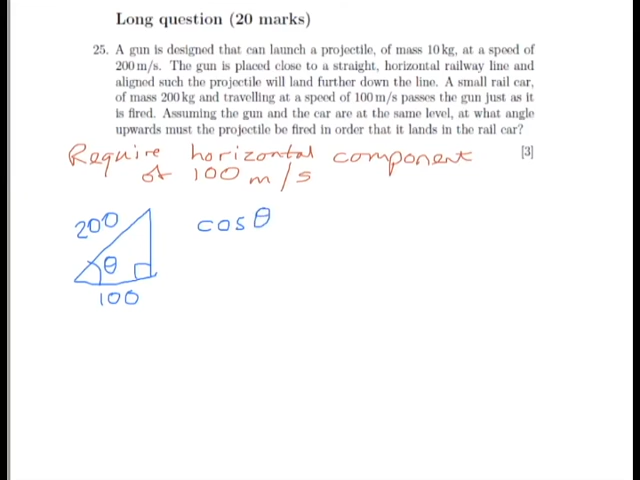 Long question (20 marks)
25. A gun is designed that can launch a projectile, of mass 10 kg, at a speed of
200 m/s. The gun is placed close to a straight, horizontal railway line and
aligned such the projectile will land further down the line. A small rail car,
of mass 200 kg and travelling at a speed of 100 m/s passes the gun just as it
is fired. Assuming the gun and the car are at the same level, at what angle
upwards must the projectile be fired in order that it lands in the rail car?
[3]
Require horizontal component
of 100 m/s
200
cos θ
θ
100